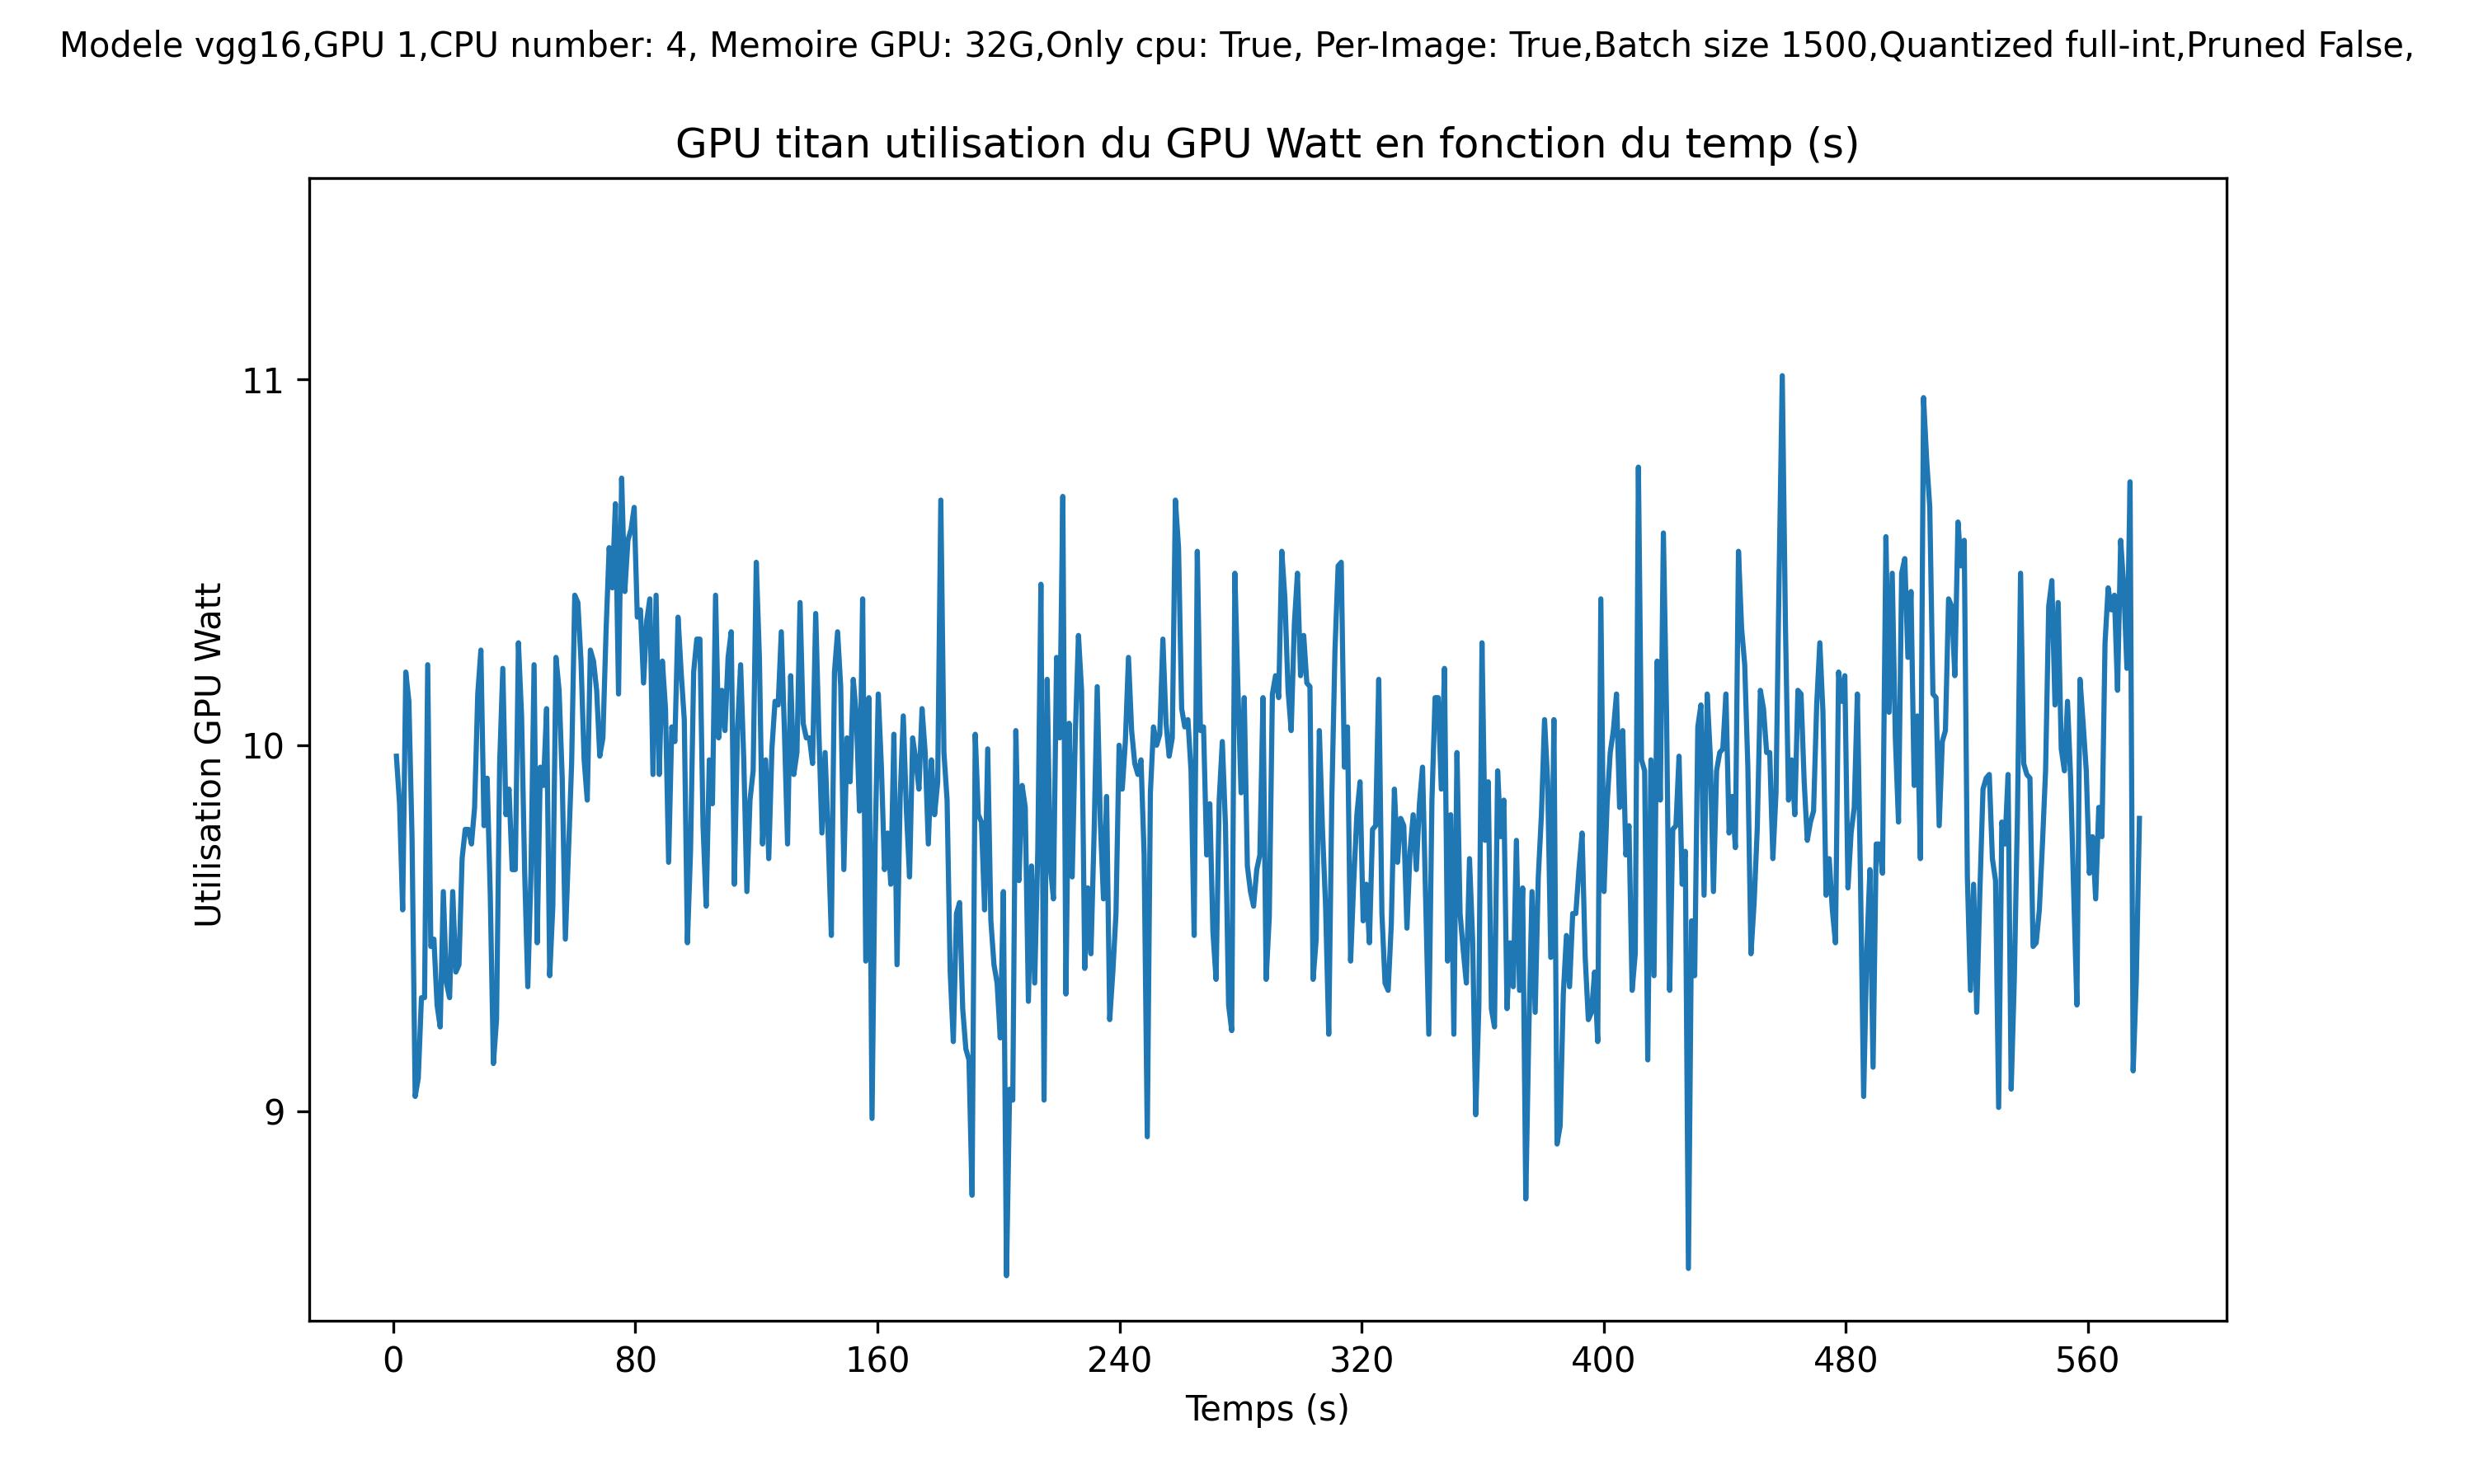 Modele vgg16,GPU 1,CPU number: 4, Memoire GPU: 32G,Only cpu: True, Per-Image: True,Batch size 1500,Quantized full-int,Pruned False,
GPU titan utilisation du GPU Watt en fonction du temp (s)
Utilisation GPU Watt
11
10
9
0 80 160 240 320 400 480 560
Temps (s)